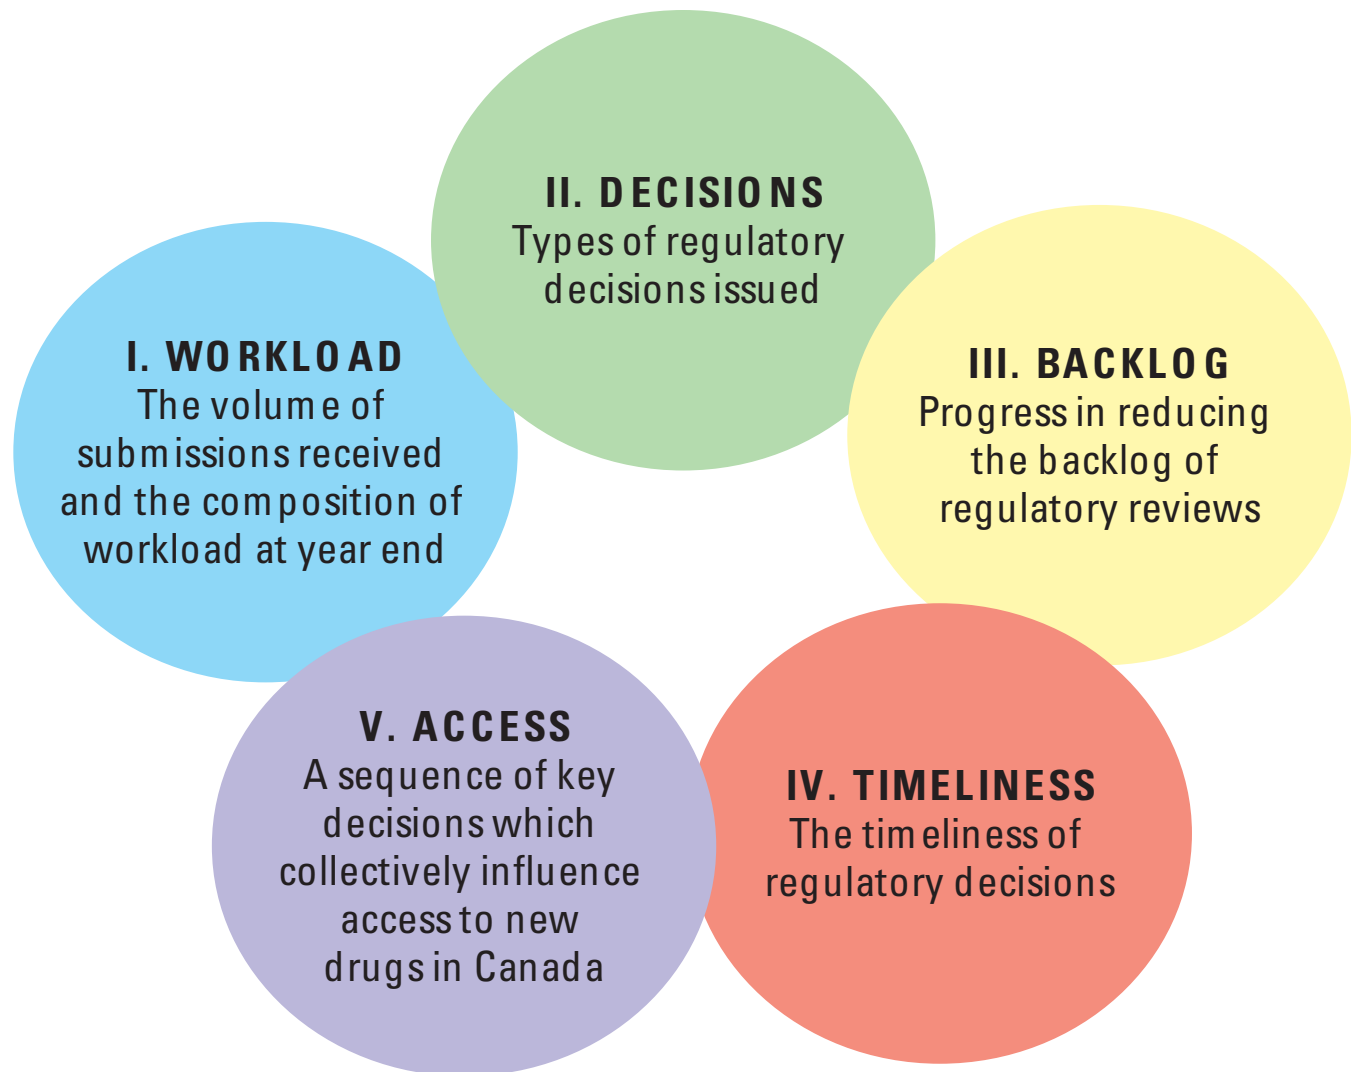 I. WORKLOAD
The volume of
submissions received
and the composition of
workload at year end
II. DECISIONS
Types of regulatory
decisions issued
III. BACKLOG
Progress in reducing
the backlog of
regulatory reviews
IV. TIMELINESS
The timeliness of
regulatory decisions
V. ACCESS
A sequence of key
decisions which
collectively influence
access to new
drugs in Canada